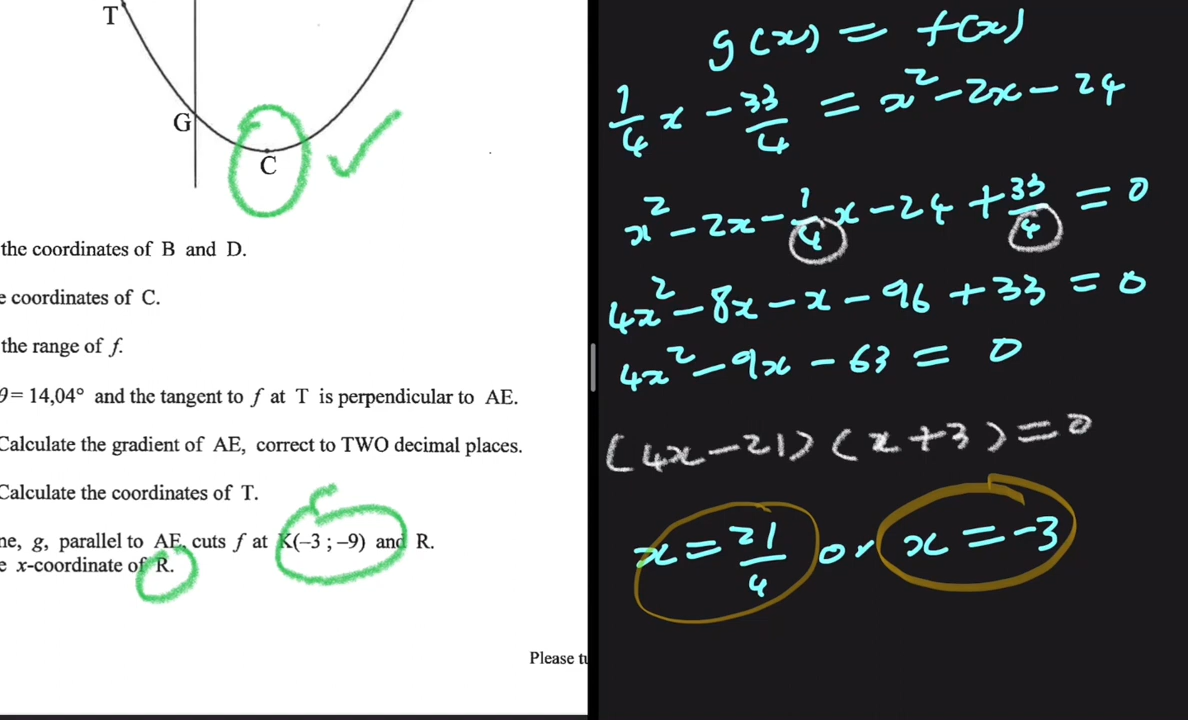 T
G
C
the coordinates of B and D.
e coordinates of C.
the range of f.
θ= 14,04° and the tangent to f at T is perpendicular to AE.
Calculate the gradient of AE, correct to TWO decimal places.
Calculate the coordinates of T.
ne, g, parallel to AE, cuts f at K(–3 ; –9) and R.
e x-coordinate of R.
Please tu
g(x) = f(x)
1/4 x - 33/4 = x² - 2x - 24
x² - 2x - 1/4 x - 24 + 33/4 = 0
4x² - 8x - x - 96 + 33 = 0
4x² - 9x - 63 = 0
(4x - 21)(x + 3) = 0
x = 21/4 or x = -3